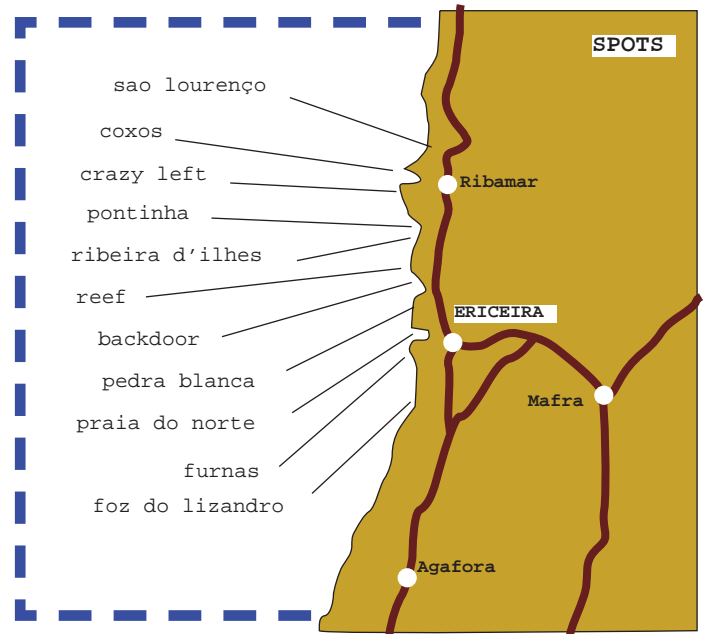 SPOTS
sao lourenço
coxos
crazy left
Ribamar
pontinha
ribeira d'ilhes
reef
ERICEIRA
backdoor
pedra blanca
Mafra
praia do norte
furnas
foz do lizandro
Agafora